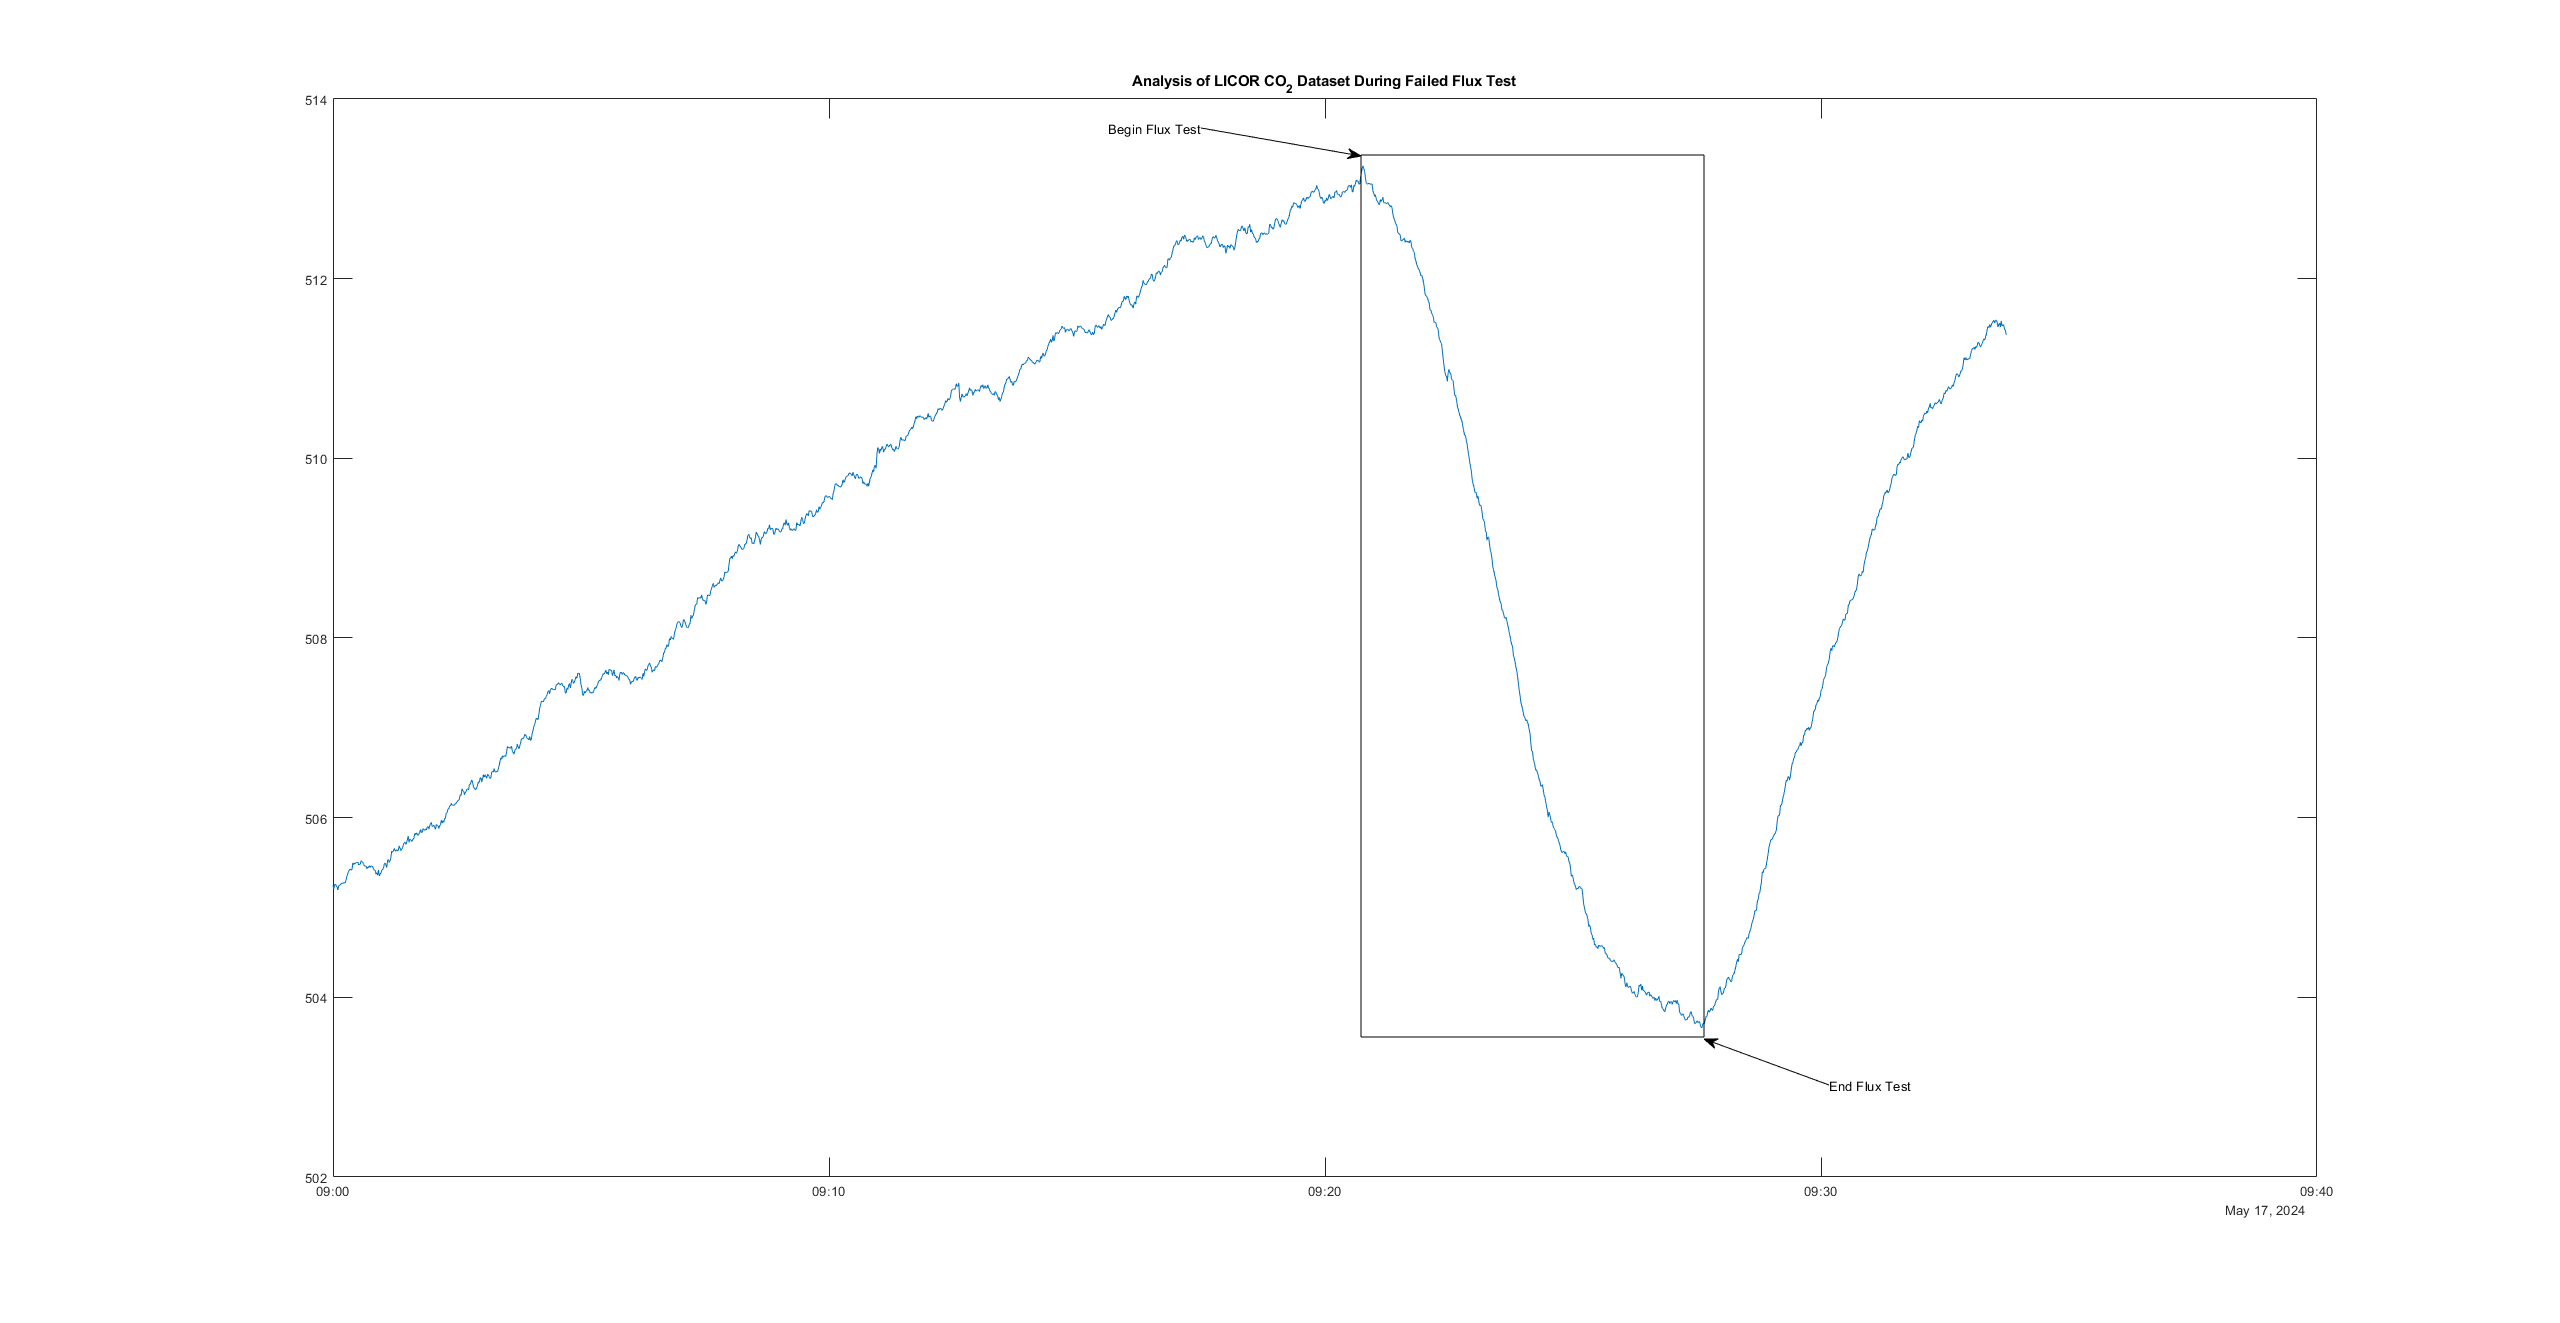 Analysis of LICOR CO2 Dataset During Failed Flux Test
514
Begin Flux Test
512
510
508
506
504
End Flux Test
502
09:00 09:10 09:20 09:30 09:40
May 17, 2024